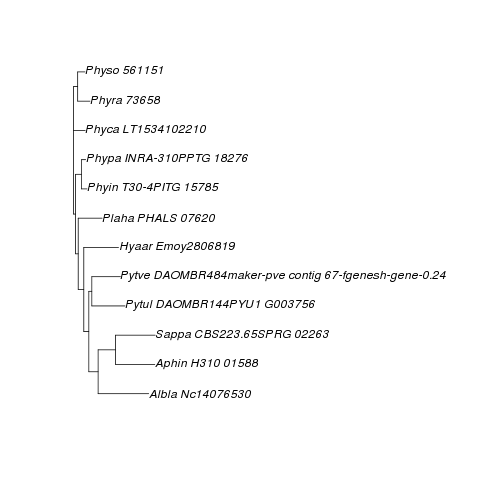 Physo 561151
Phyra 73658
Phyca LT1534102210
Phypa INRA-310PPTG 18276
Phyin T30-4PITG 15785
Plaha PHALS 07620
Hyaar Emoy2806819
Pytve DAOMBR484maker-pve contig 67-fgenesh-gene-0.24
Pytul DAOMBR144PYU1 G003756
Sappa CBS223.65SPRG 02263
Aphin H310 01588
Albla Nc14076530